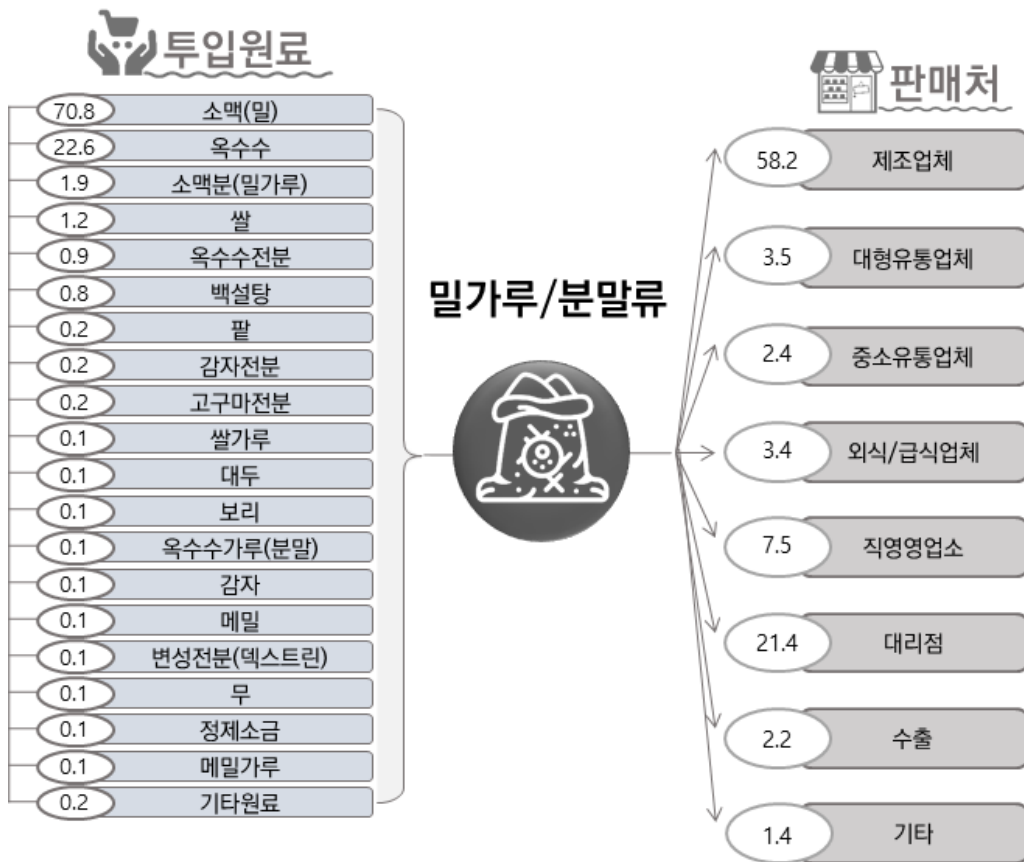 투입원료
70.8 소맥(밀)
22.6 옥수수
1.9 소맥분(밀가루)
1.2 쌀
0.9 옥수수전분
0.8 백설탕
0.2 팥
0.2 감자전분
0.2 고구마전분
0.1 쌀가루
0.1 대두
0.1 보리
0.1 옥수수가루(분말)
0.1 감자
0.1 메밀
0.1 변성전분(덱스트린)
0.1 무
0.1 정제소금
0.1 메밀가루
0.2 기타원료
밀가루/분말류
판매처
58.2 제조업체
3.5 대형유통업체
2.4 중소유통업체
3.4 외식/급식업체
7.5 직영영업소
21.4 대리점
2.2 수출
1.4 기타